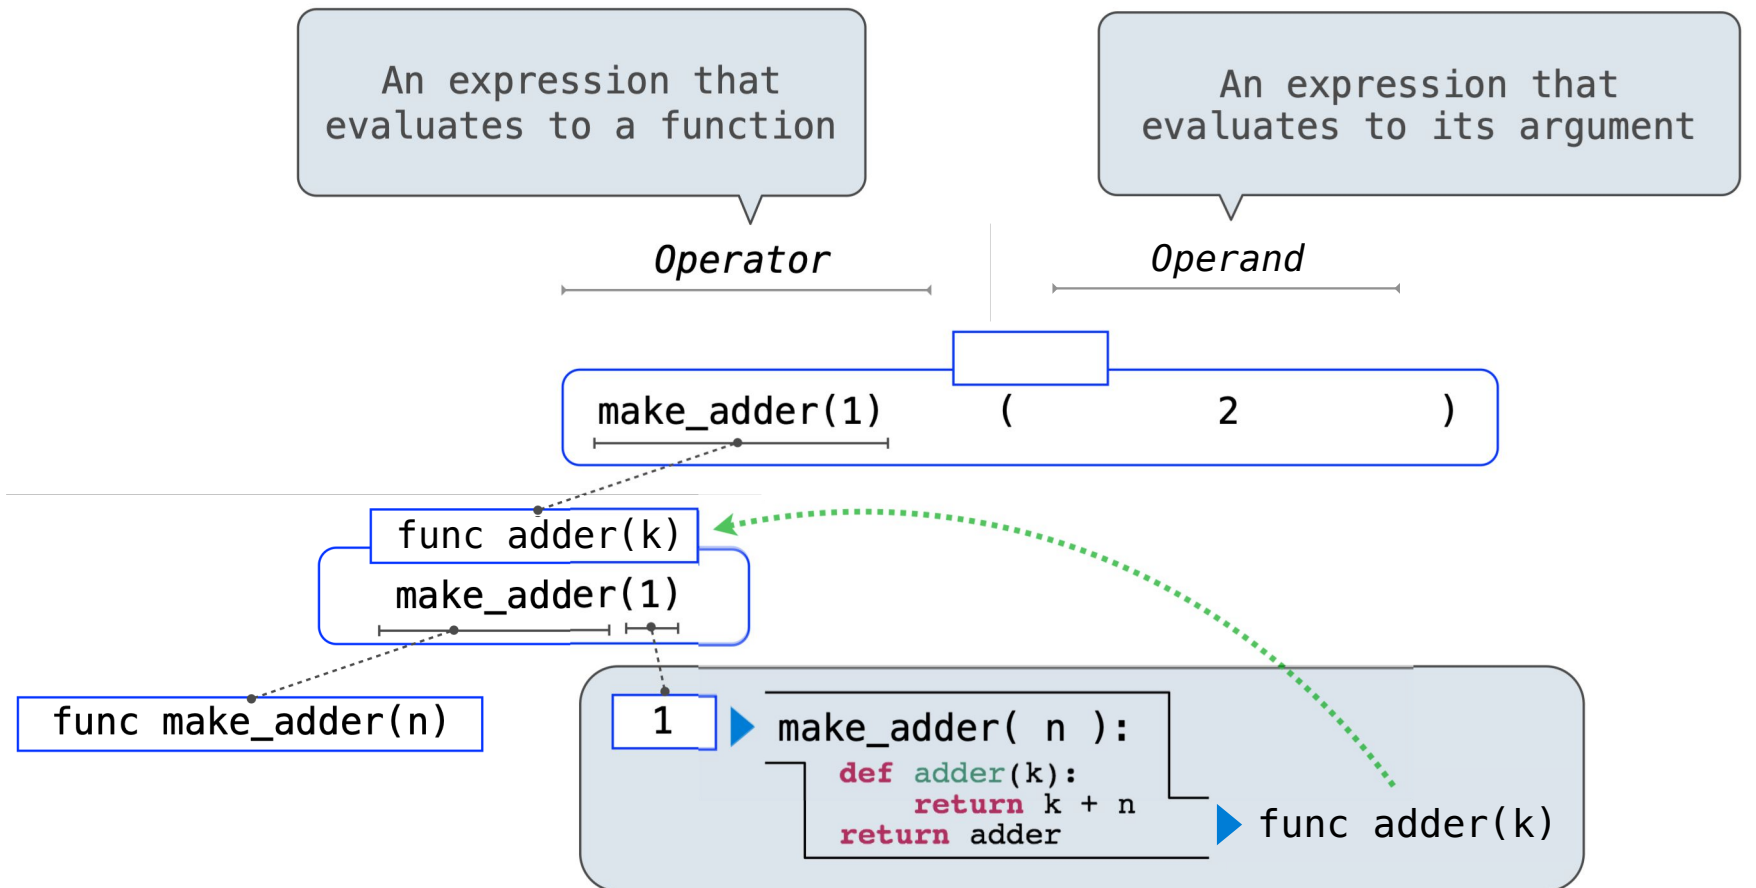 An expression that
evaluates to a function
An expression that
evaluates to its argument
Operator
Operand
make_adder(1) ( 2 )
func adder(k)
make_adder(1)
func make_adder(n)
1
make_adder( n ):
def adder(k):
return k + n
return adder
func adder(k)